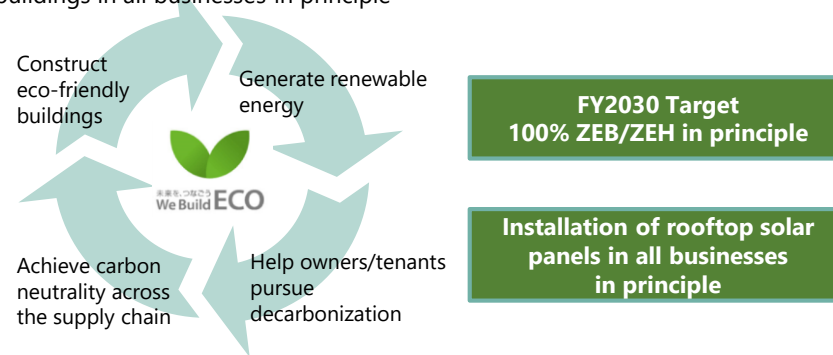 buildings in all businesses in principle
Construct
eco-friendly
buildings
Generate renewable
energy
未来を、つなごう
We Build ECO
Achieve carbon
neutrality across
the supply chain
Help owners/tenants
pursue
decarbonization
FY2030 Target
100% ZEB/ZEH in principle
Installation of rooftop solar
panels in all businesses
in principle